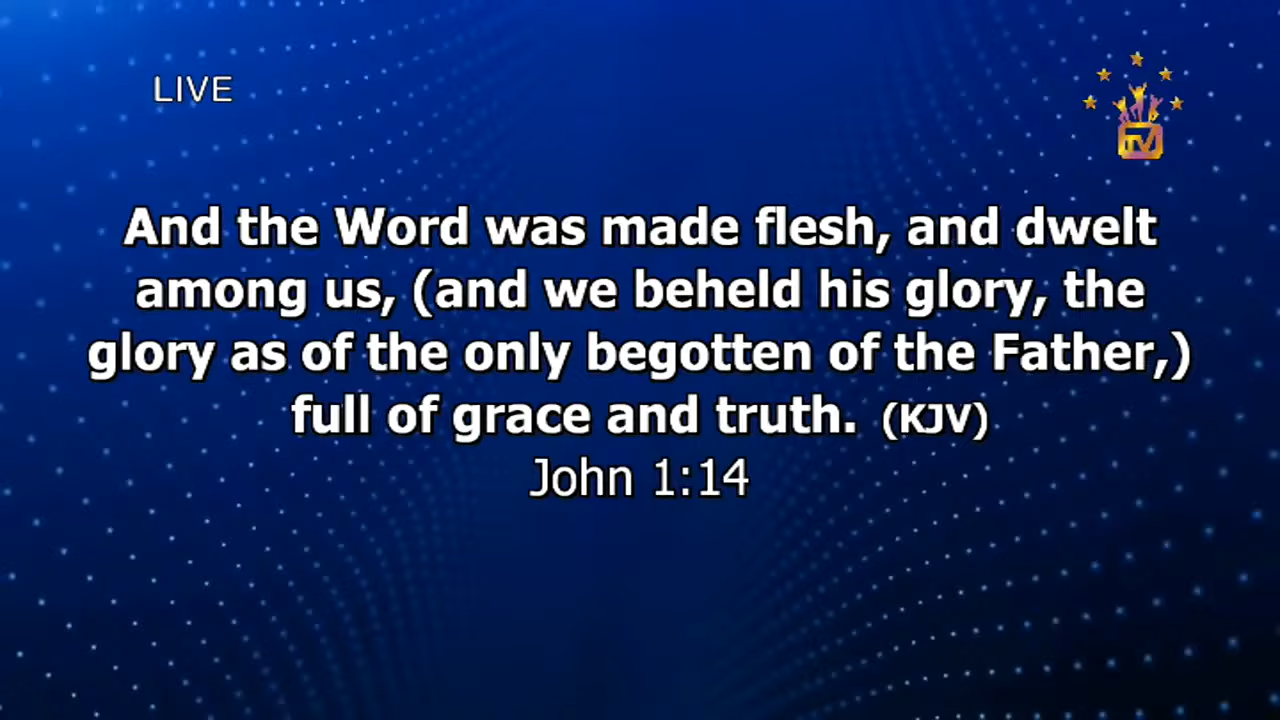 LIVE
TV
And the Word was made flesh, and dwelt
among us, (and we beheld his glory, the
glory as of the only begotten of the Father,)
full of grace and truth. (KJV)
John 1:14